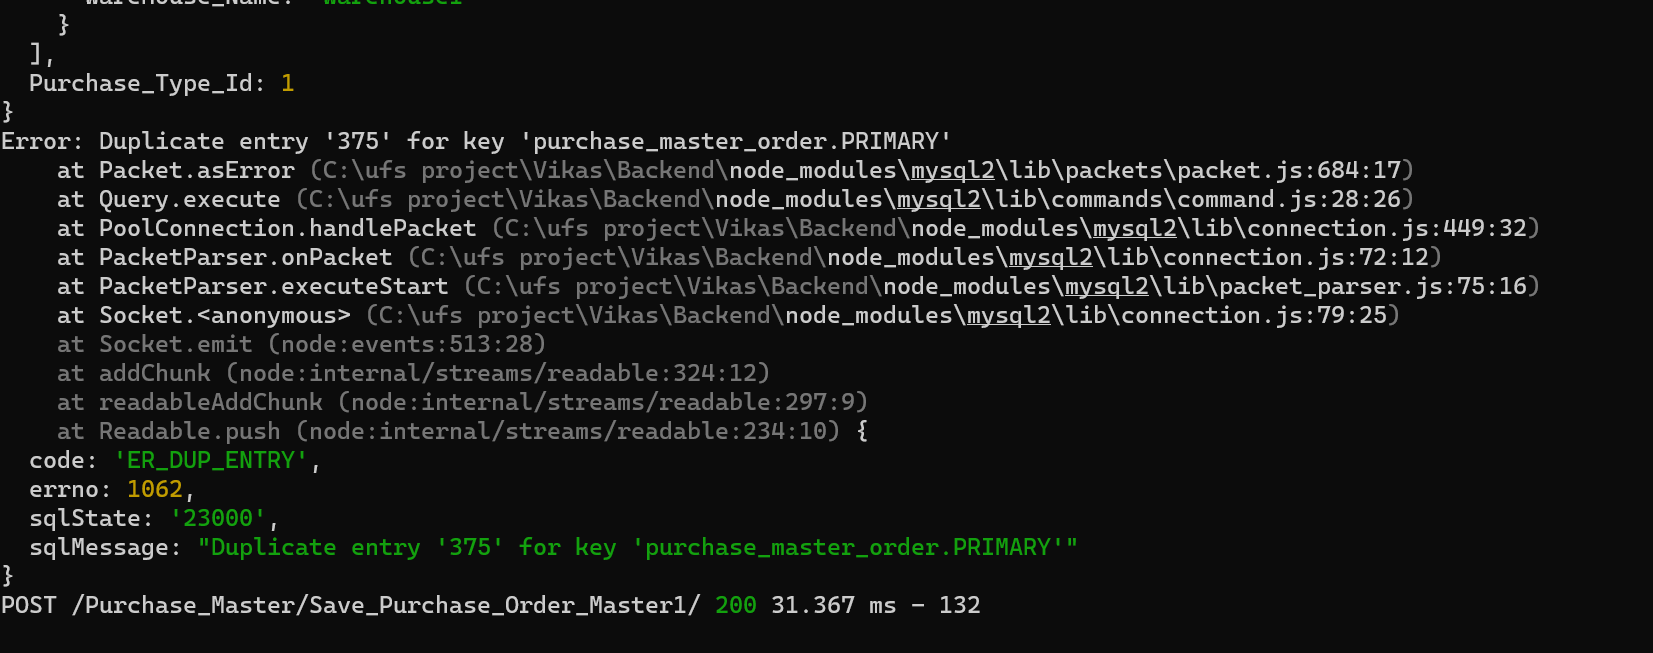 Warehouse_Name: 'Warehouse1'
}
],
Purchase_Type_Id: 1
}
Error: Duplicate entry '375' for key 'purchase_master_order.PRIMARY'
at Packet.asError (C:\ufs project\Vikas\Backend\node_modules\mysql2\lib\packets\packet.js:684:17)
at Query.execute (C:\ufs project\Vikas\Backend\node_modules\mysql2\lib\commands\command.js:28:26)
at PoolConnection.handlePacket (C:\ufs project\Vikas\Backend\node_modules\mysql2\lib\connection.js:449:32)
at PacketParser.onPacket (C:\ufs project\Vikas\Backend\node_modules\mysql2\lib\connection.js:72:12)
at PacketParser.executeStart (C:\ufs project\Vikas\Backend\node_modules\mysql2\lib\packet_parser.js:75:16)
at Socket.<anonymous> (C:\ufs project\Vikas\Backend\node_modules\mysql2\lib\connection.js:79:25)
at Socket.emit (node:events:513:28)
at addChunk (node:internal/streams/readable:324:12)
at readableAddChunk (node:internal/streams/readable:297:9)
at Readable.push (node:internal/streams/readable:234:10) {
code: 'ER_DUP_ENTRY',
errno: 1062,
sqlState: '23000',
sqlMessage: "Duplicate entry '375' for key 'purchase_master_order.PRIMARY'"
}
POST /Purchase_Master/Save_Purchase_Order_Master1/ 200 31.367 ms - 132